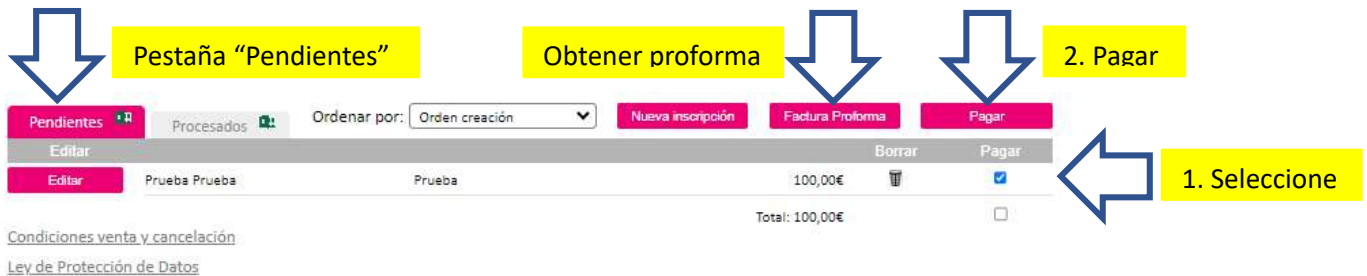 Pestaña “Pendientes”
Obtener proforma
2. Pagar
Pendientes
Procesados
Ordenar por:
Orden creación
Nueva inscripción
Factura Proforma
Pagar
Editar
Borrar
Pagar
Editar
Prueba Prueba
Prueba
100,00€
1. Seleccione
Total: 100,00€
Condiciones venta y cancelación
Ley de Protección de Datos